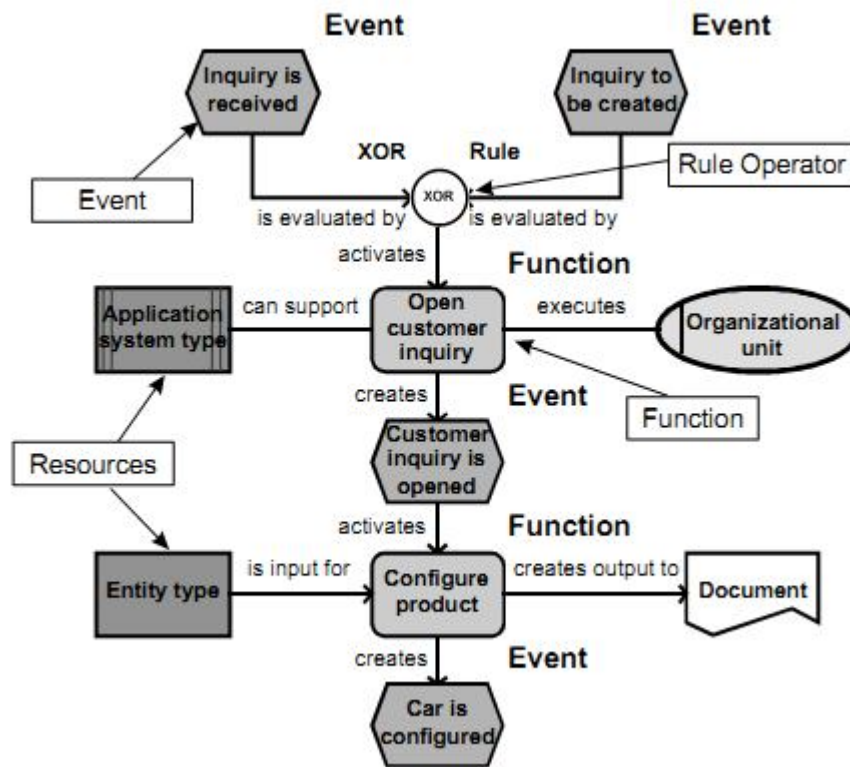 Event
Event
Inquiry is
received
Inquiry to
be created
XOR
Rule
Rule Operator
Event
XOR
is evaluated by
is evaluated by
activates
Function
Application
system type
can support
Open
customer
inquiry
executes
Organizational
unit
creates
Event
Function
Resources
Customer
inquiry is
opened
activates
Function
Entity type
is input for
Configure
product
creates output to
Document
creates
Event
Car is
configured